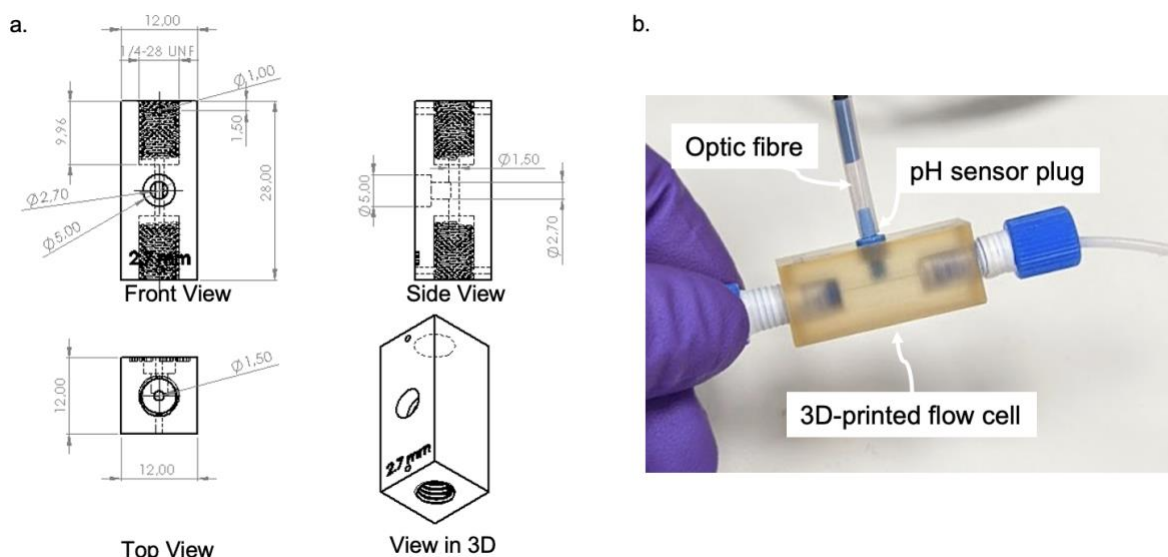 a.
12,00
1/4-28 UNF
Ø1,00
9,96
1,50
28,00
Ø2,70
Ø5,00
2.7 mm
Front View
Ø1,50
Ø5,00
Ø2,70
Side View
12,00
Ø1,50
12,00
Top View
2.7 mm
View in 3D
b.
Optic fibre
pH sensor plug
3D-printed flow cell